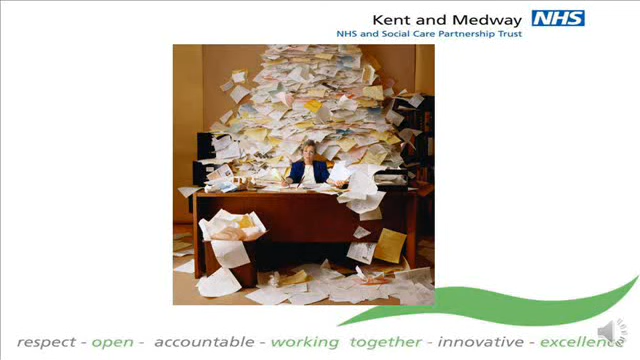 Kent and Medway NHS
NHS and Social Care Partnership Trust
respect - open - accountable - working together - innovative - excellence